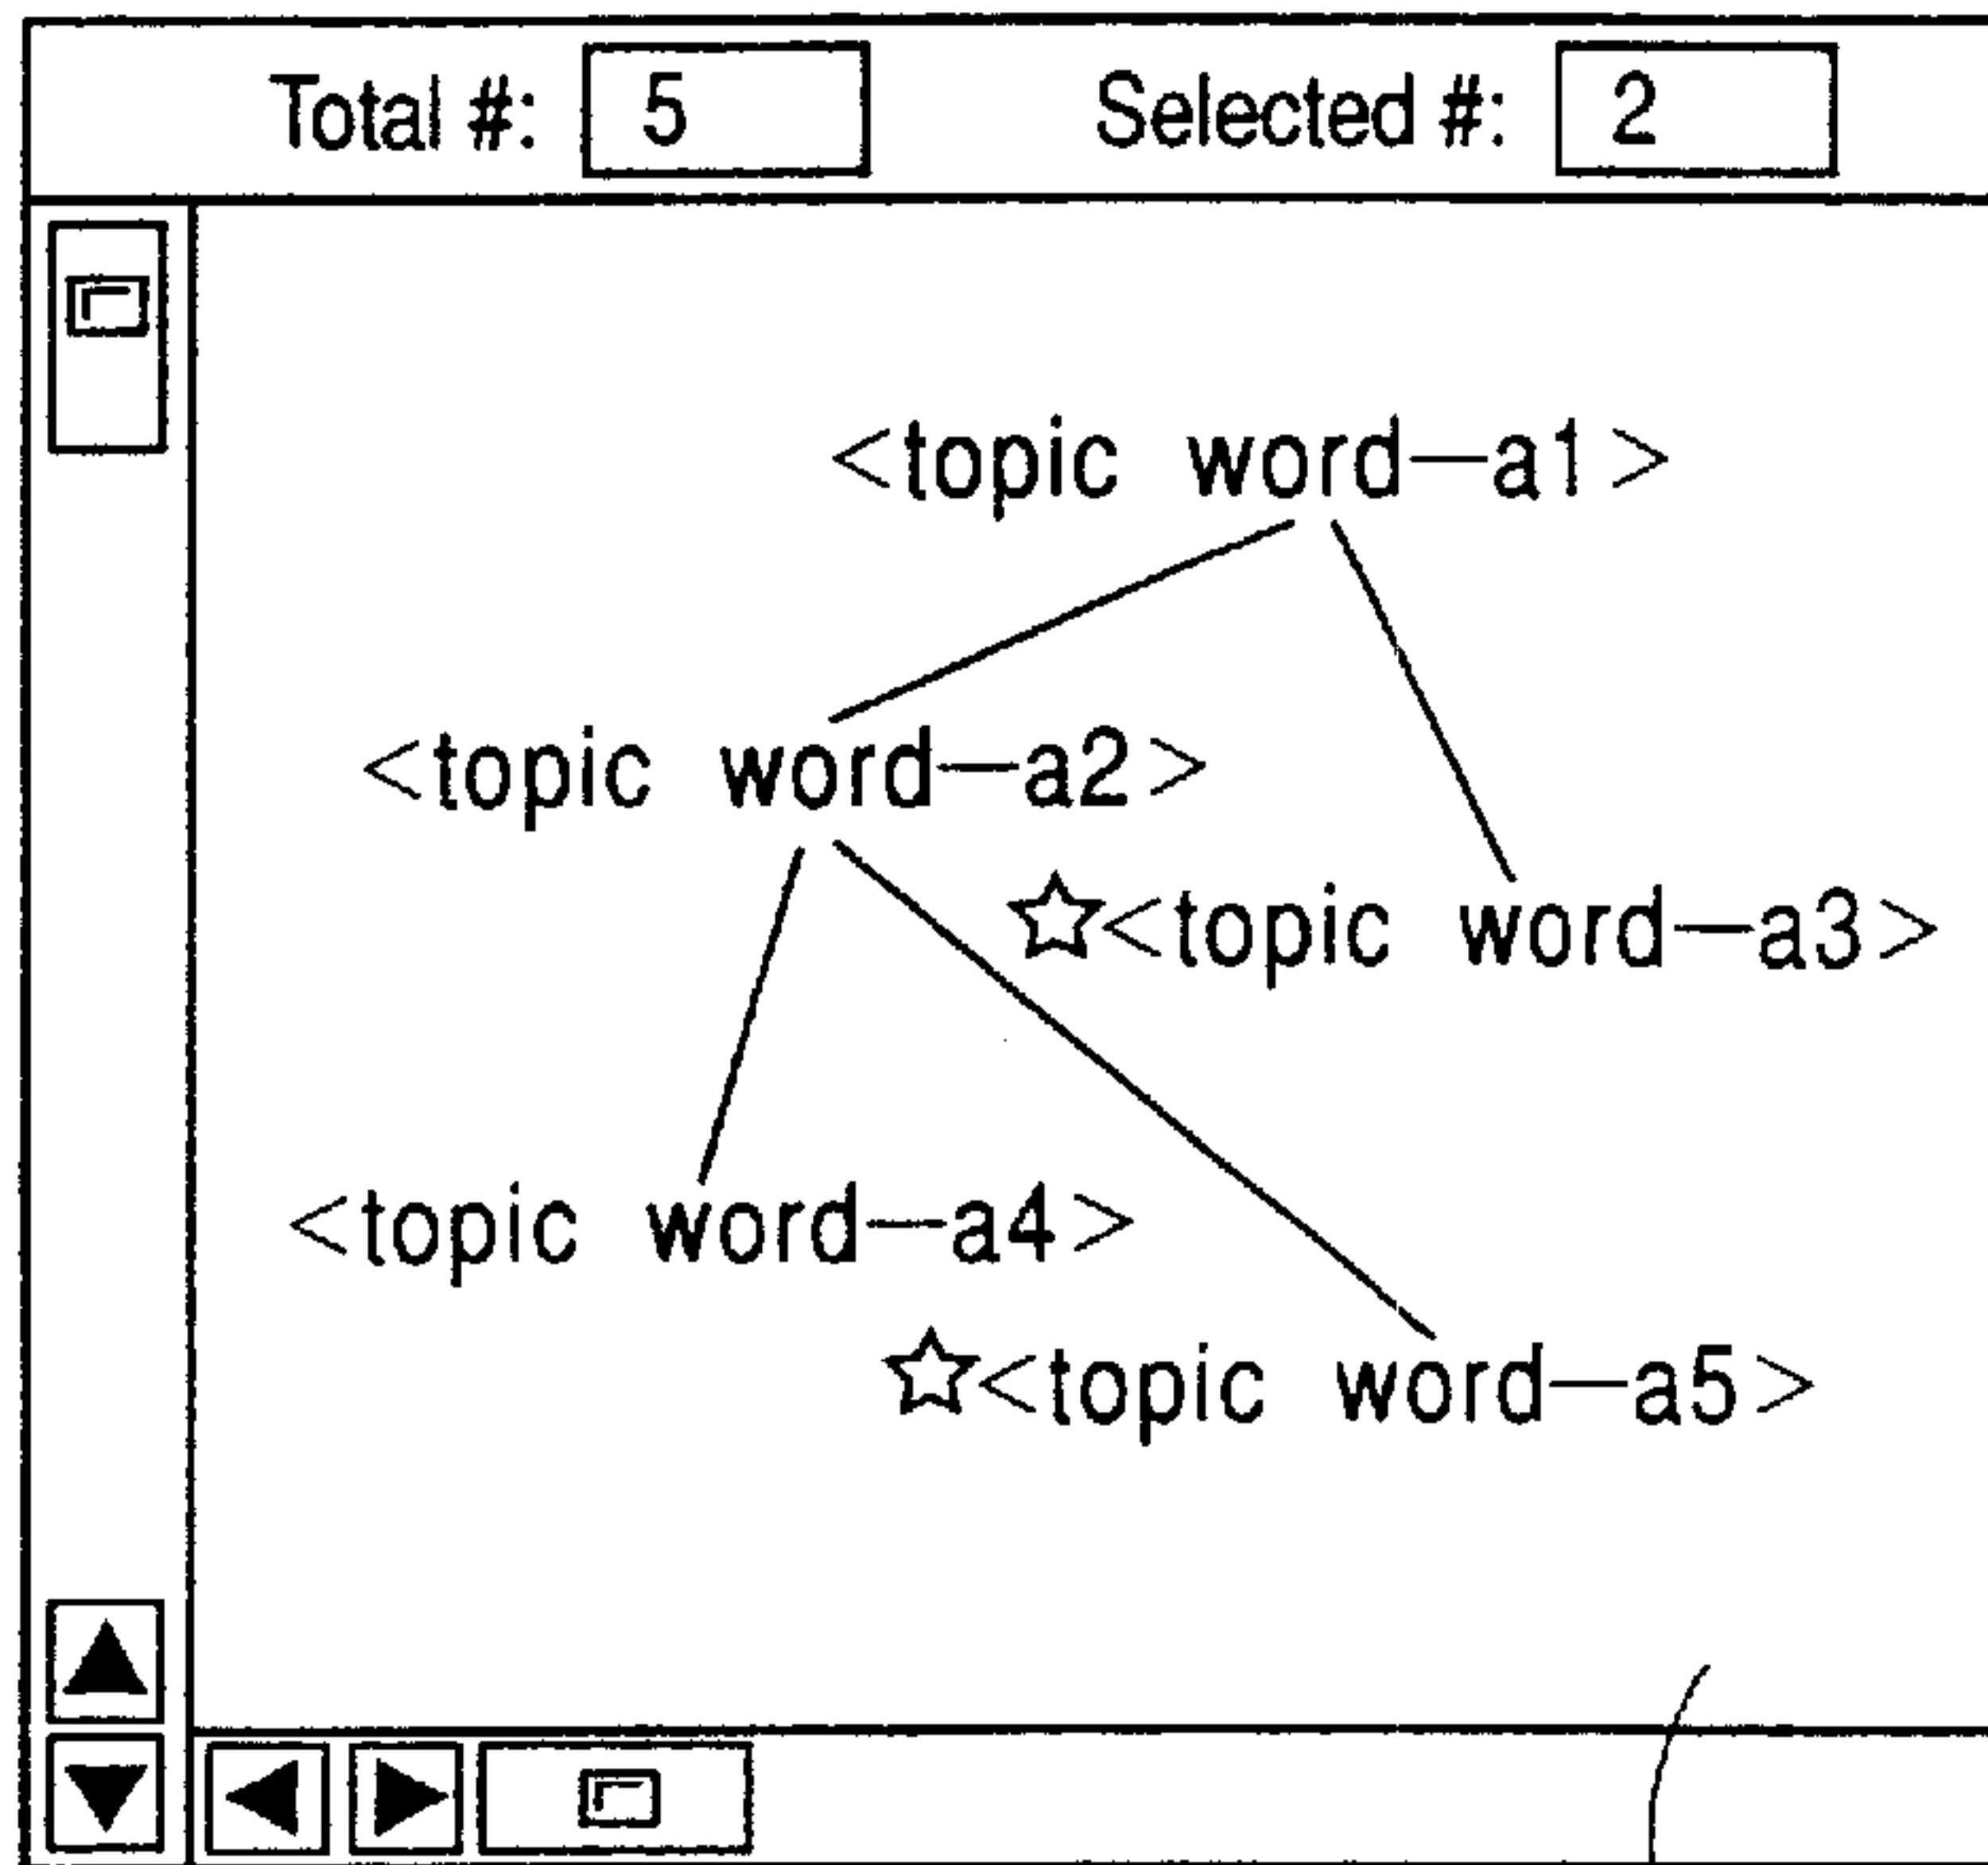 Total #: 5 Selected #: 2
<topic word—a1>
<topic word—a2>
☆<topic word—a3>
<topic word—a4>
☆<topic word—a5>